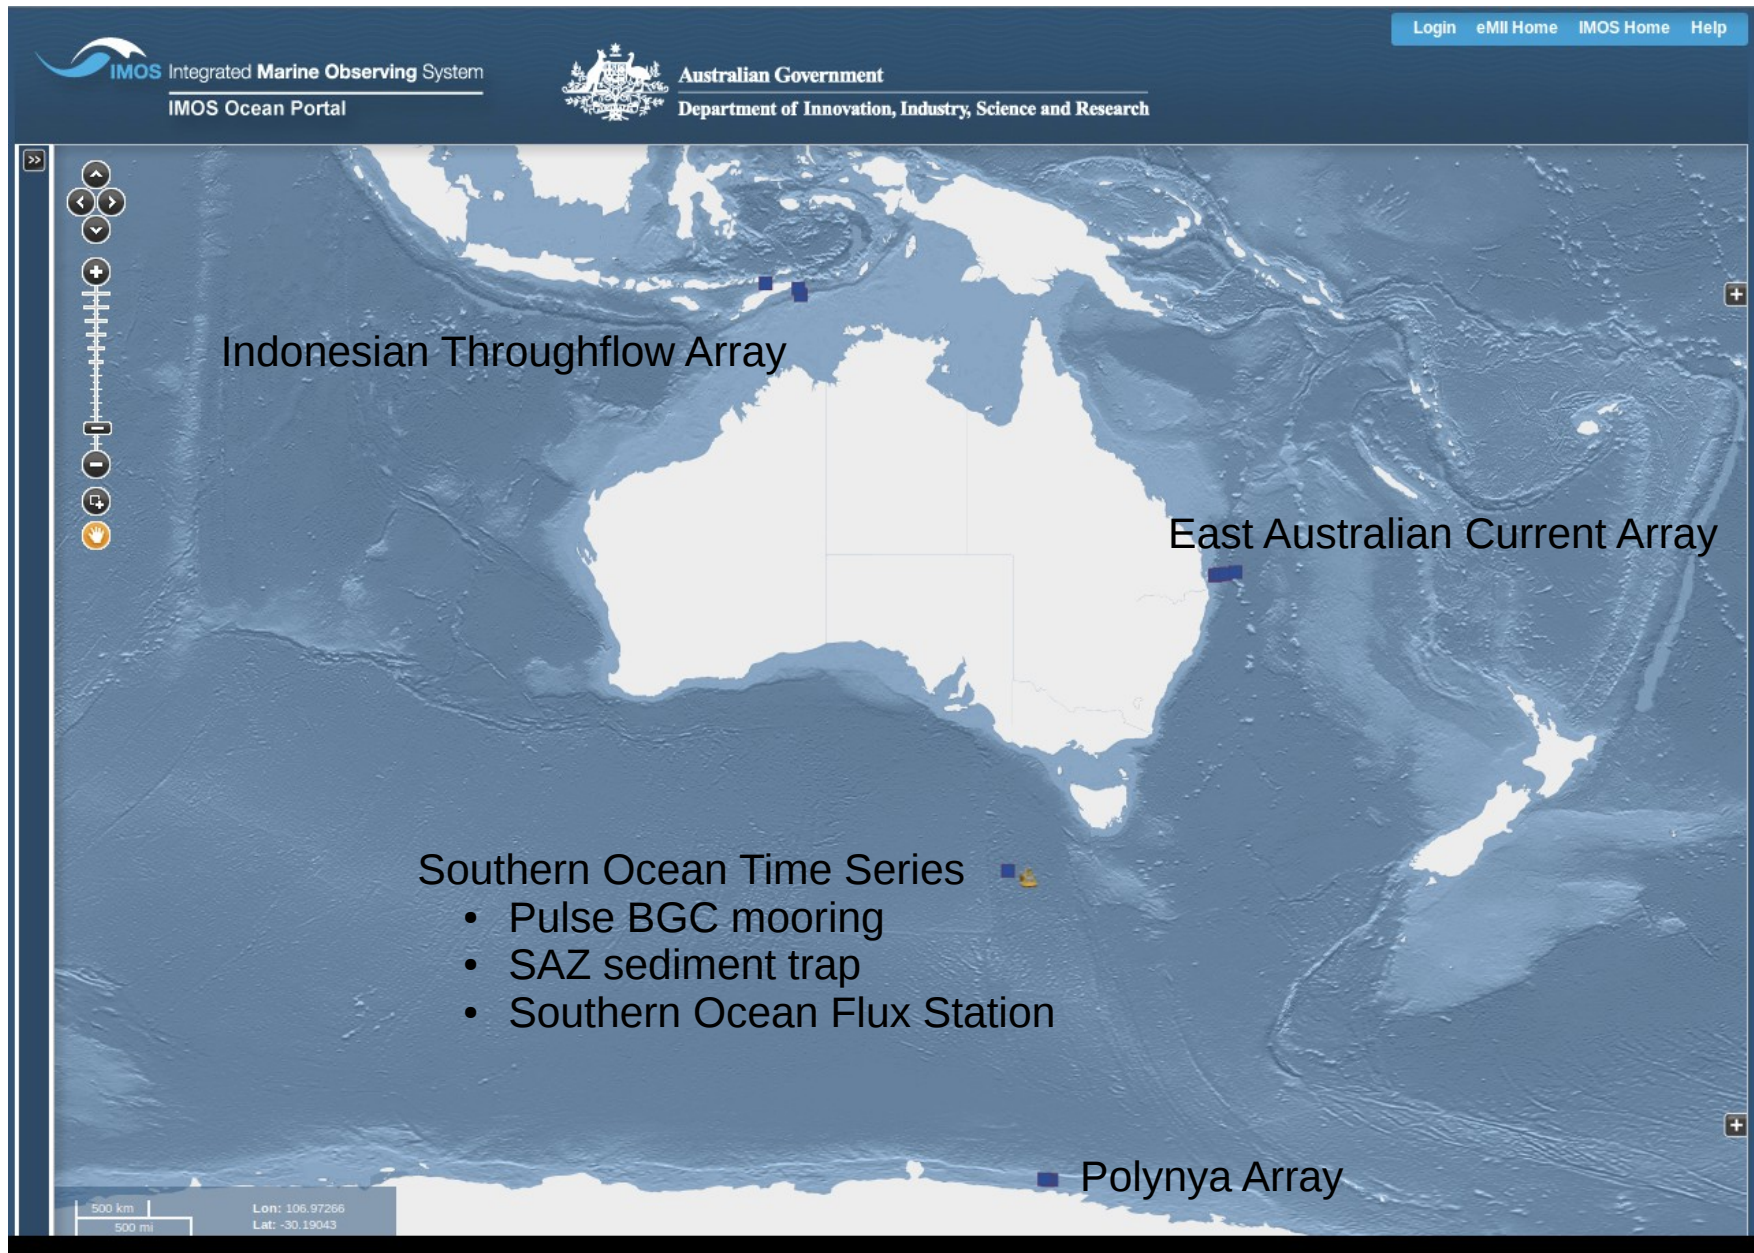 Login eMII Home IMOS Home Help
IMOS Integrated Marine Observing System
IMOS Ocean Portal
Australian Government
Department of Innovation, Industry, Science and Research
Indonesian Throughflow Array
East Australian Current Array
Southern Ocean Time Series
• Pulse BGC mooring
• SAZ sediment trap
• Southern Ocean Flux Station
Polynya Array
500 km
500 mi
Lon: 106.97266
Lat: -30.19043